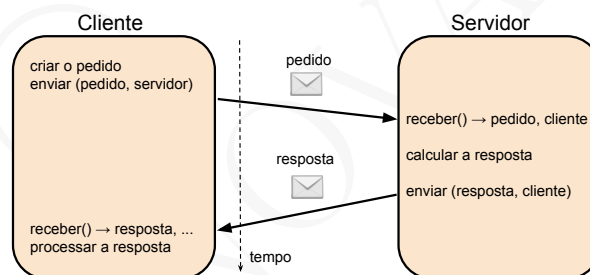 Cliente
Servidor
criar o pedido
enviar (pedido, servidor)
pedido
receber() → pedido, cliente
calcular a resposta
resposta
enviar (resposta, cliente)
receber() → resposta, ...
processar a resposta
tempo